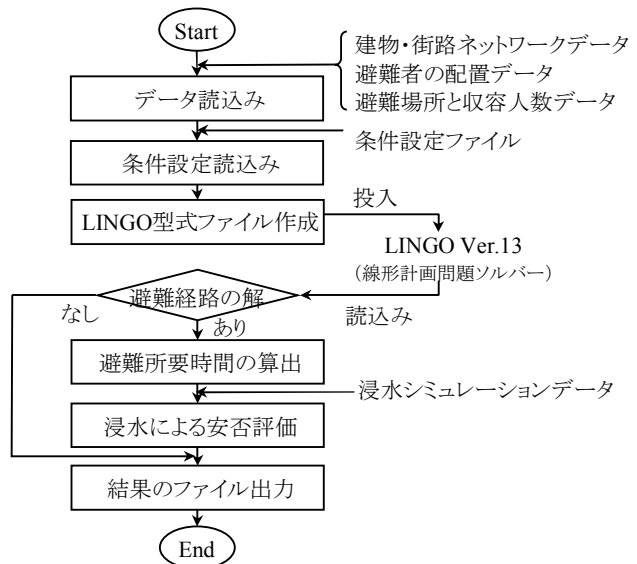 Start
建物・街路ネットワークデータ
避難者の配置データ
避難場所と収容人数データ
データ読込み
条件設定ファイル
条件設定読込み
投入
LINGO型式ファイル作成
LINGO Ver.13
（線形計画問題ソルバー）
避難経路の解
なし
読込み
あり
避難所要時間の算出
浸水シミュレーションデータ
浸水による安否評価
結果のファイル出力
End